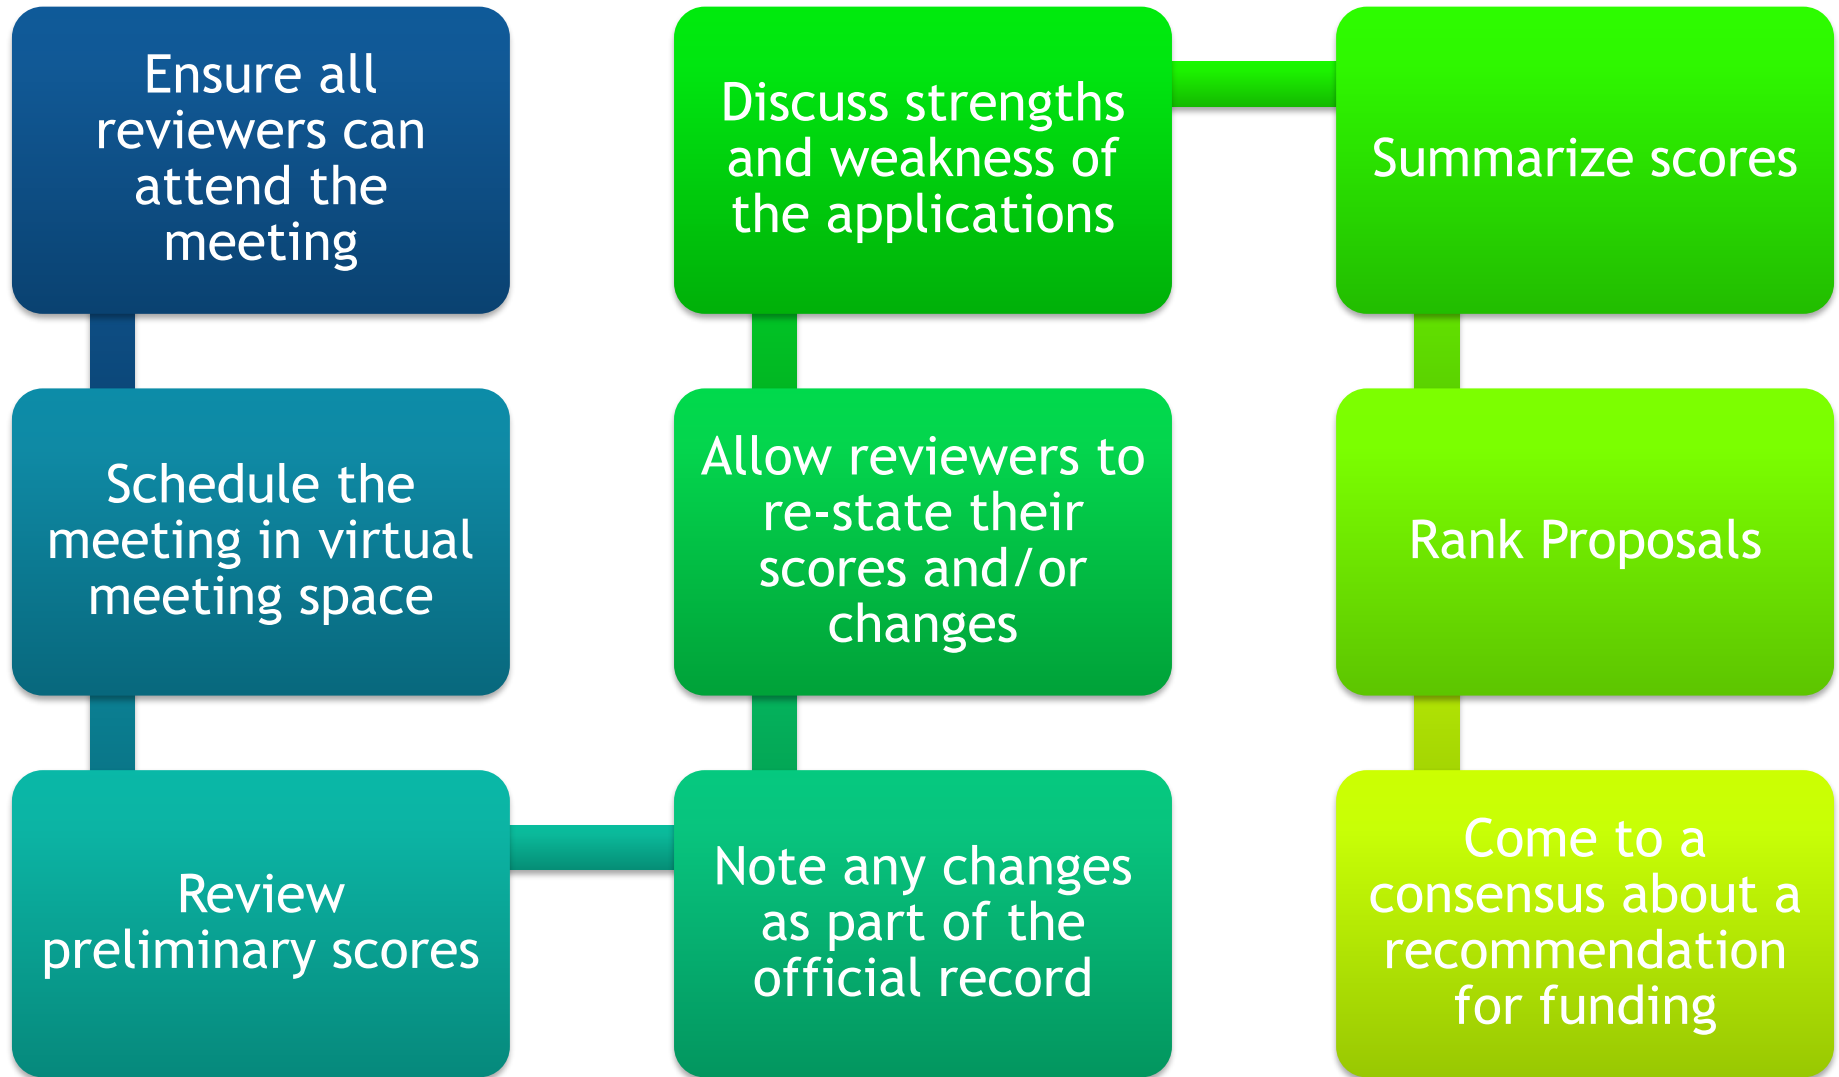 Ensure all
reviewers can
attend the
meeting
Schedule the
meeting in virtual
meeting space
Review
preliminary scores
Note any changes
as part of the
official record
Allow reviewers to
re-state their
scores and/or
changes
Discuss strengths
and weakness of
the applications
Summarize scores
Rank Proposals
Come to a
consensus about a
recommendation
for funding